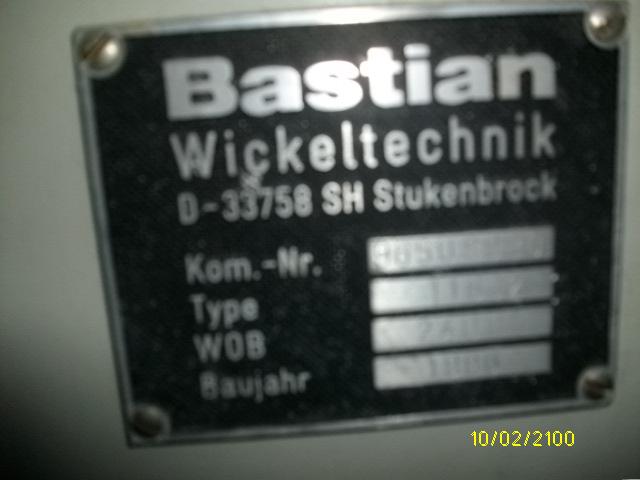 Bastian
Wickeltechnik
D-33758 SH Stukenbrock
Kom.-Nr.
Type
WOB
Baujahr
10/02/2100